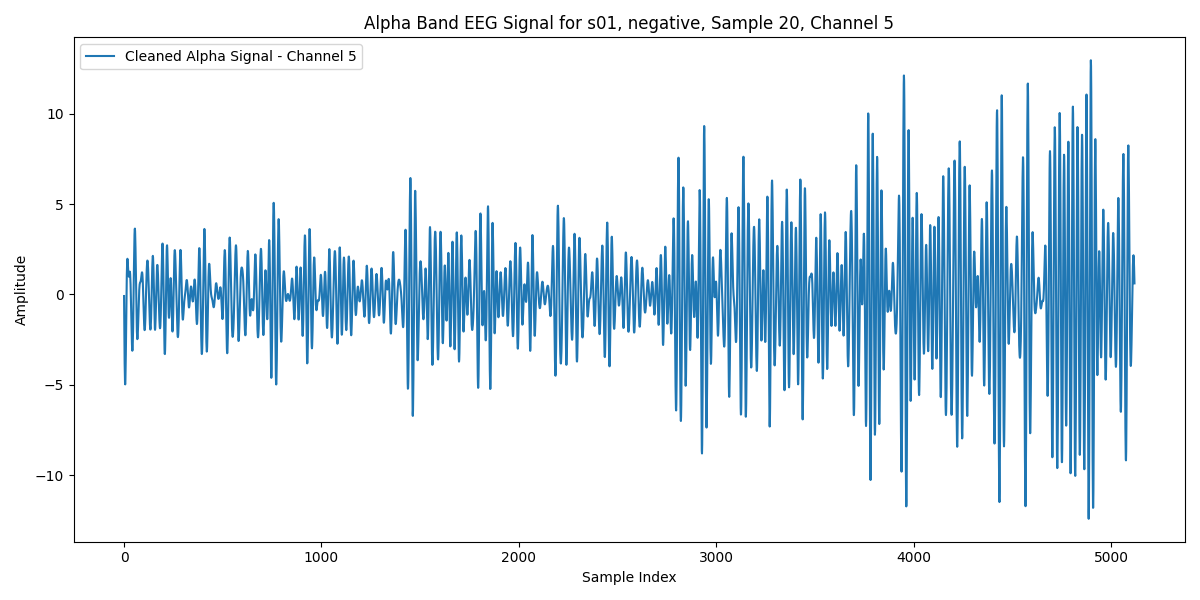 Alpha Band EEG Signal for s01, negative, Sample 20, Channel 5
Cleaned Alpha Signal - Channel 5
Amplitude
10
5
0
−5
−10
0 1000 2000 3000 4000 5000
Sample Index